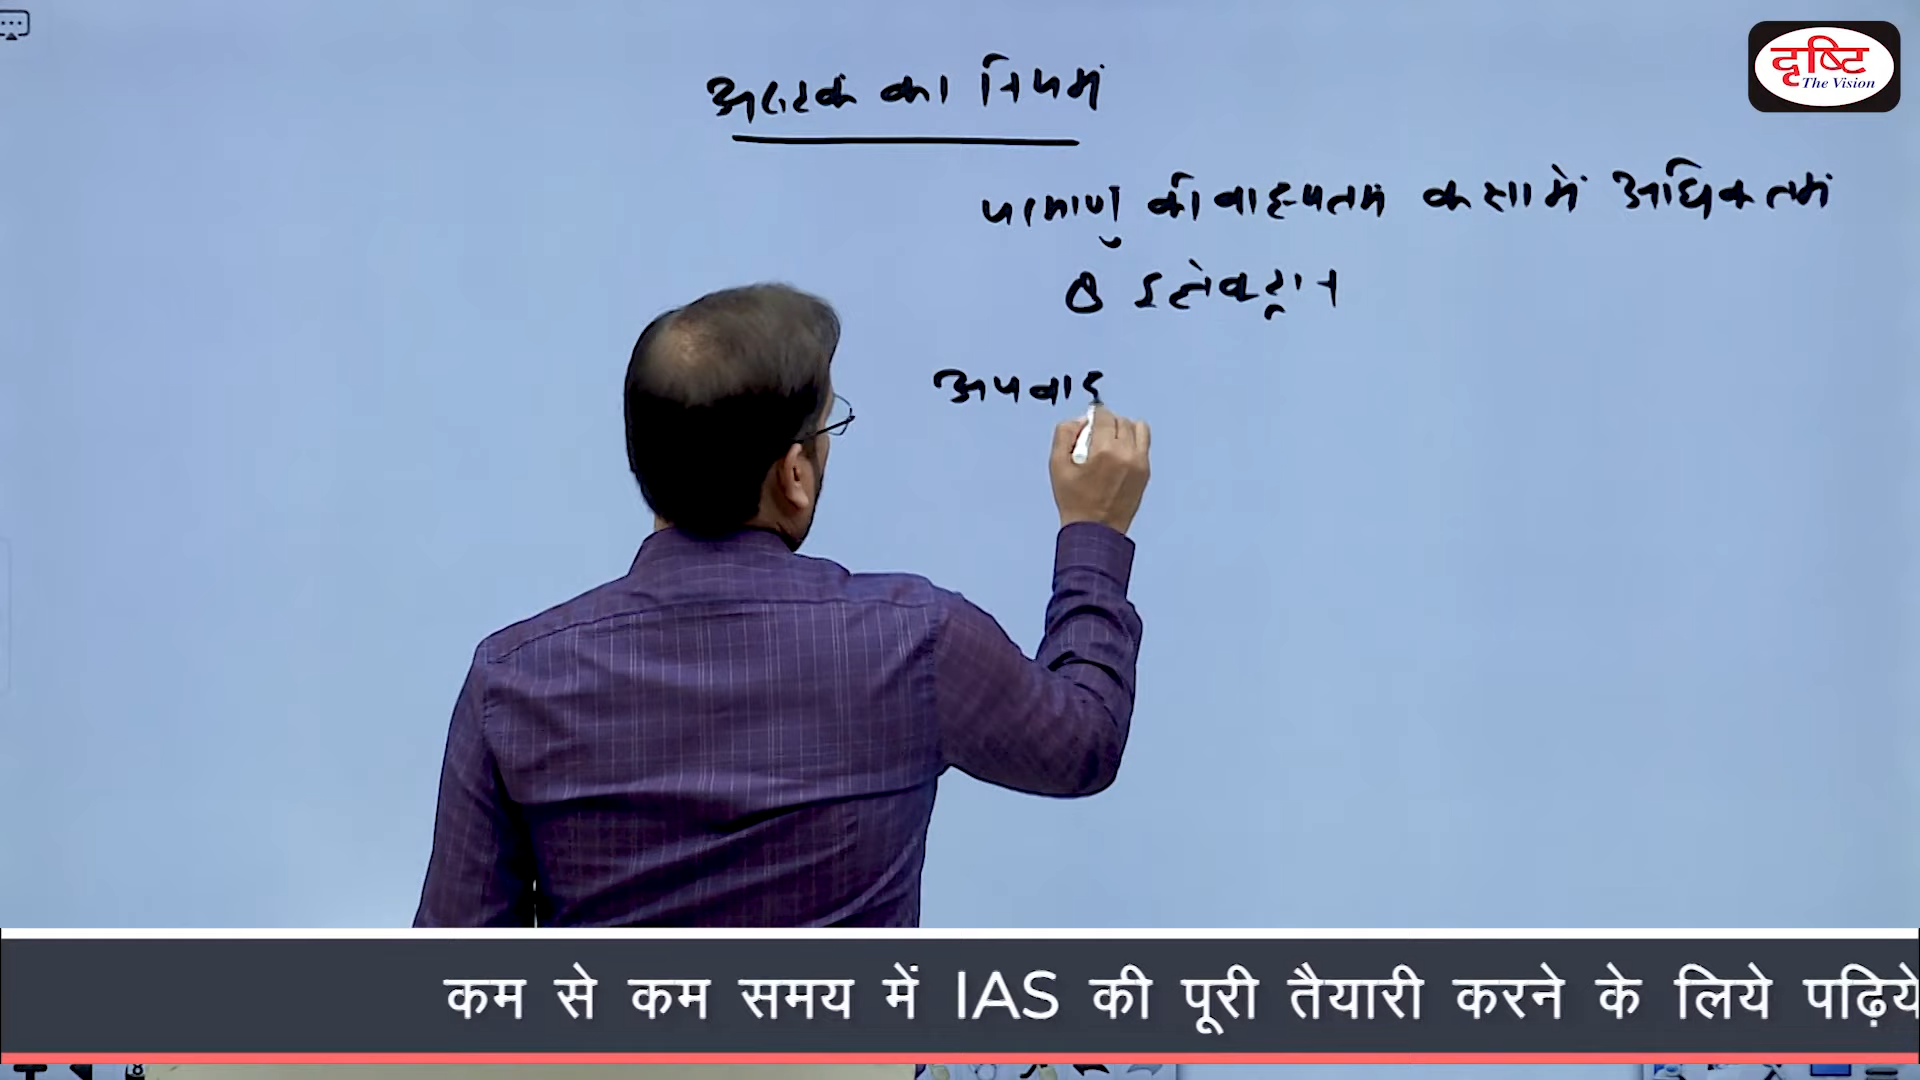 अष्टक का नियम
दृष्टि
The Vision
परमाणु की बाह्यतम कक्षा में अधिकतम
8 इलेक्ट्रान
अपवाद
कम से कम समय में IAS की पूरी तैयारी करने के लिये पढ़िये